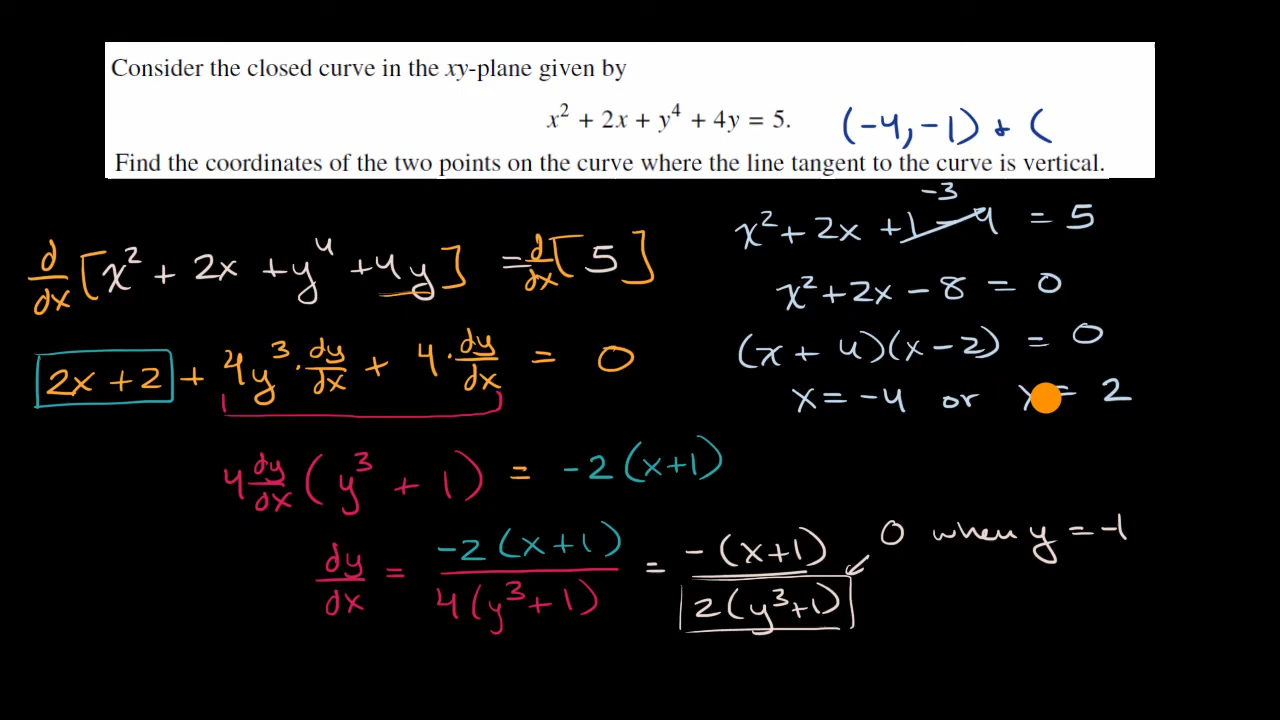 Consider the closed curve in the xy-plane given by
x² + 2x + y⁴ + 4y = 5. (-4, -1) + (
Find the coordinates of the two points on the curve where the line tangent to the curve is vertical.
d/dx [x² + 2x + y⁴ + 4y] = d/dx [5]
2x + 2 + 4y³ · dy/dx + 4 · dy/dx = 0
4 dy/dx (y³ + 1) = -2 (x+1)
dy/dx = -2 (x+1) / 4 (y³ + 1) = - (x+1) / 2 (y³+1)
0 when y = -1
-3
x² + 2x + 1 - 4 = 5
x² + 2x - 8 = 0
(x + 4)(x - 2) = 0
x = -4 or x = 2